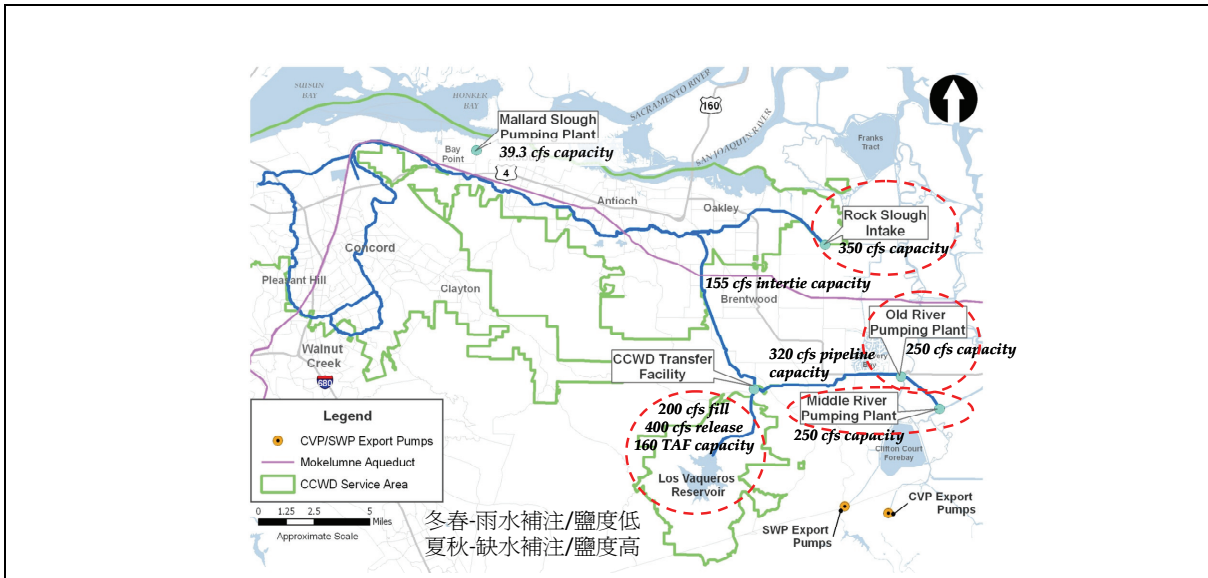 SUISUN
BAY
HONKER
BAY
SACRAMENTO RIVER
160
SAN JOAQUIN RIVER
Franks
Tract
Mallard Slough
Pumping Plant
39.3 cfs capacity
Bay
Point
4
Antioch
Oakley
Rock Slough
Intake
350 cfs capacity
Concord
Pleasant Hill
Clayton
155 cfs intertie capacity
Brentwood
Old River
Pumping Plant
250 cfs capacity
Walnut
Creek
680
CCWD Transfer
Facility
320 cfs pipeline
capacity
Bay
Middle River
Pumping Plant
250 cfs capacity
Clifton Court
Forebay
200 cfs fill
400 cfs release
160 TAF capacity
Los Vaqueros
Reservoir
CVP Export
Pumps
SWP Export
Pumps
Legend
CVP/SWP Export Pumps
Mokelumne Aqueduct
CCWD Service Area
0 1.25 2.5 5
Miles
Approximate Scale
冬春-雨水補注/鹽度低
夏秋-缺水補注/鹽度高